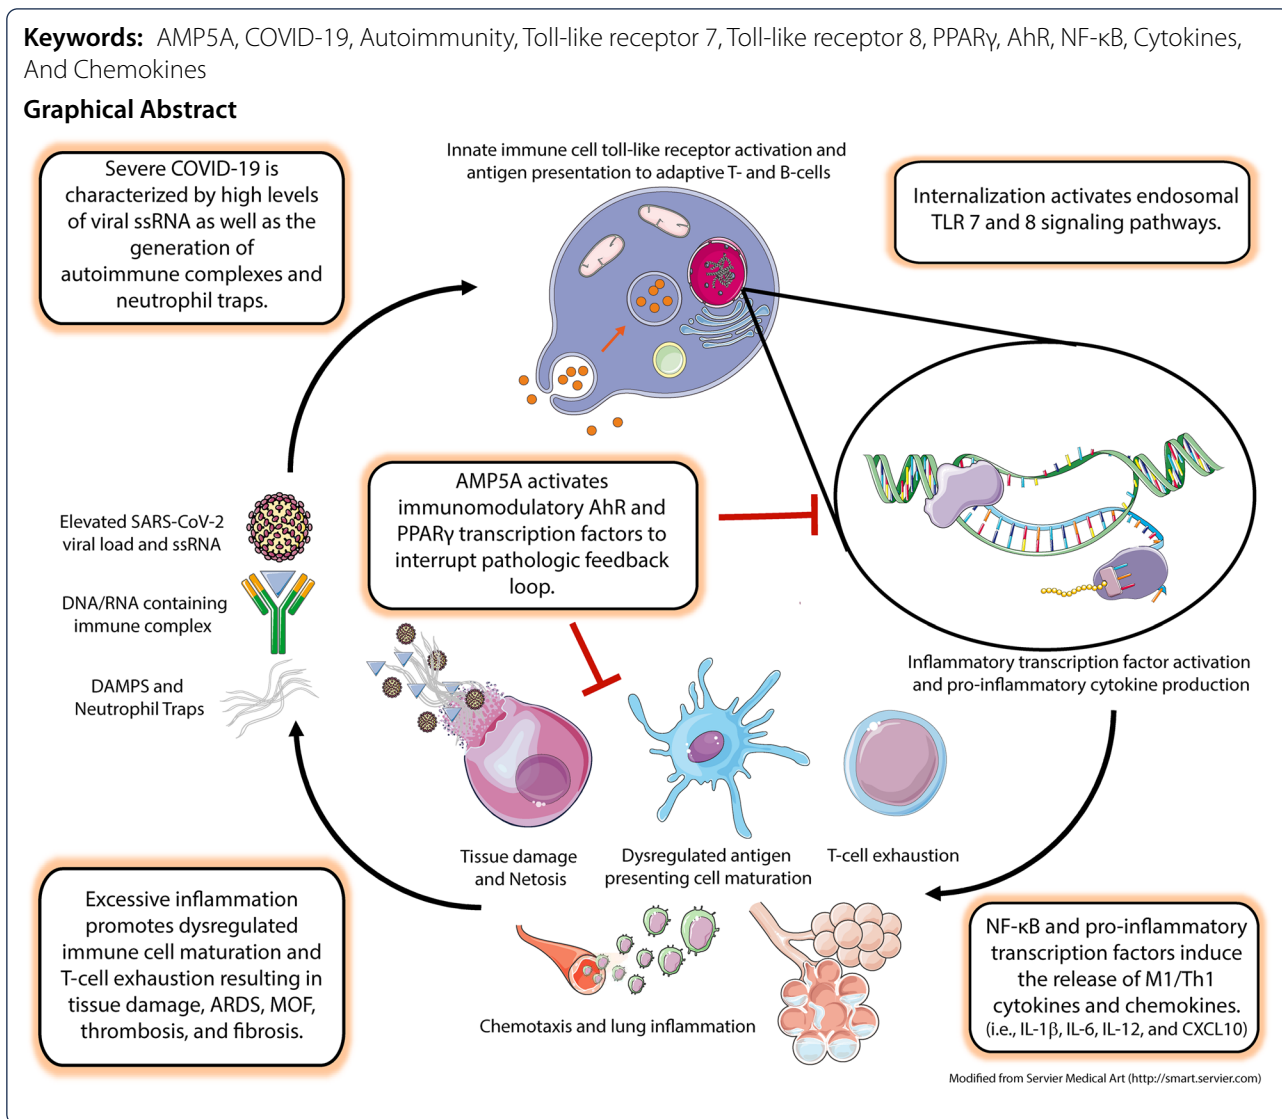 Keywords: AMP5A, COVID-19, Autoimmunity, Toll-like receptor 7, Toll-like receptor 8, PPARγ, AhR, NF-κB, Cytokines,
And Chemokines
Graphical Abstract
Severe COVID-19 is
characterized by high levels
of viral ssRNA as well as the
generation of
autoimmune complexes and
neutrophil traps.
Innate immune cell toll-like receptor activation and
antigen presentation to adaptive T- and B-cells
Internalization activates endosomal
TLR 7 and 8 signaling pathways.
AMP5A activates
immunomodulatory AhR and
PPARγ transcription factors to
interrupt pathologic feedback
loop.
Elevated SARS-CoV-2
viral load and ssRNA
DNA/RNA containing
immune complex
DAMPS and
Neutrophil Traps
Inflammatory transcription factor activation
and pro-inflammatory cytokine production
Tissue damage
and Netosis
Dysregulated antigen
presenting cell maturation
T-cell exhaustion
Excessive inflammation
promotes dysregulated
immune cell maturation and
T-cell exhaustion resulting in
tissue damage, ARDS, MOF,
thrombosis, and fibrosis.
Chemotaxis and lung inflammation
NF-κB and pro-inflammatory
transcription factors induce
the release of M1/Th1
cytokines and chemokines.
(i.e., IL-1β, IL-6, IL-12, and CXCL10)
Modified from Servier Medical Art (http://smart.servier.com)